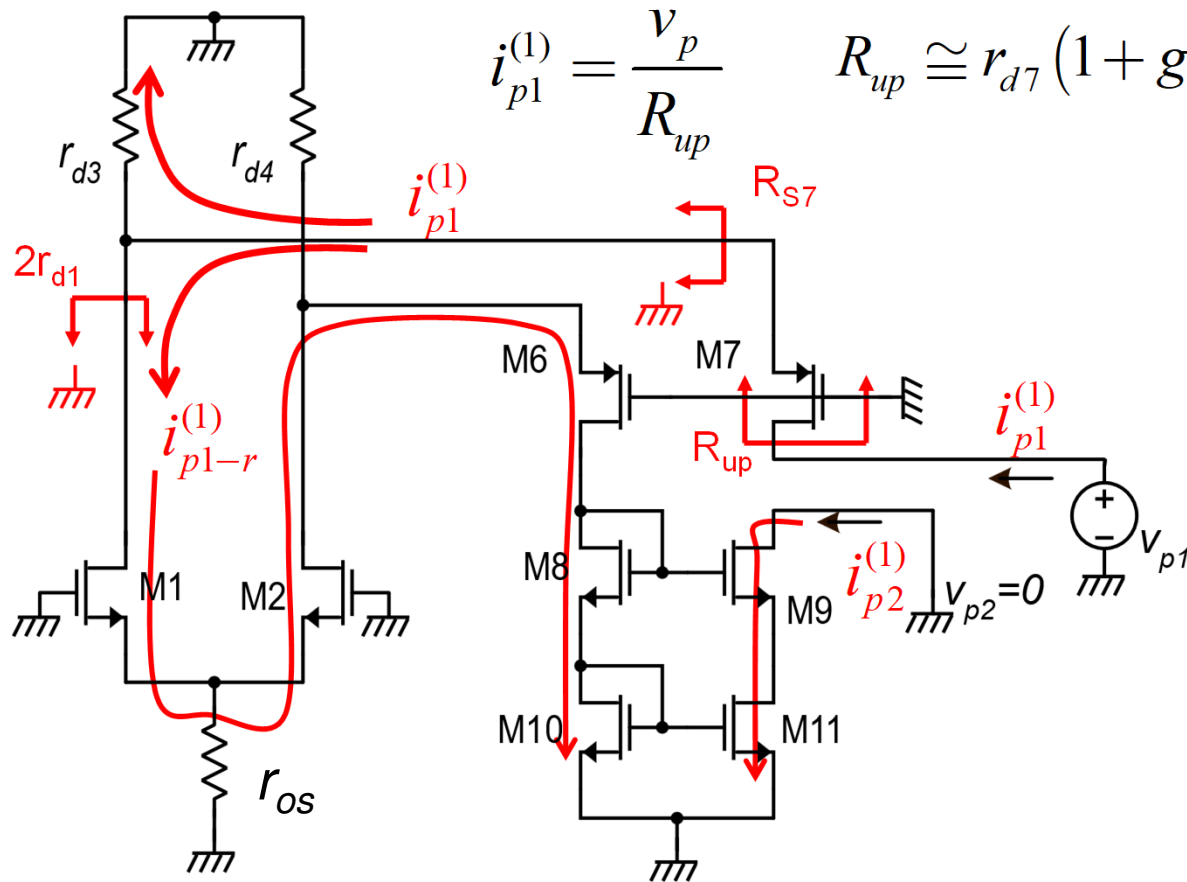 i_{p1}^{(1)} = \frac{v_p}{R_{up}}
R_{up} ≅ r_{d7} (1 + g
r_{d3}
r_{d4}
i_{p1}^{(1)}
R_{S7}
2r_{d1}
M6
M7
i_{p1-r}^{(1)}
R_{up}
i_{p1}^{(1)}
v_{p1}
M1
M2
M8
M9
i_{p2}^{(1)}
v_{p2}=0
M10
M11
r_{os}